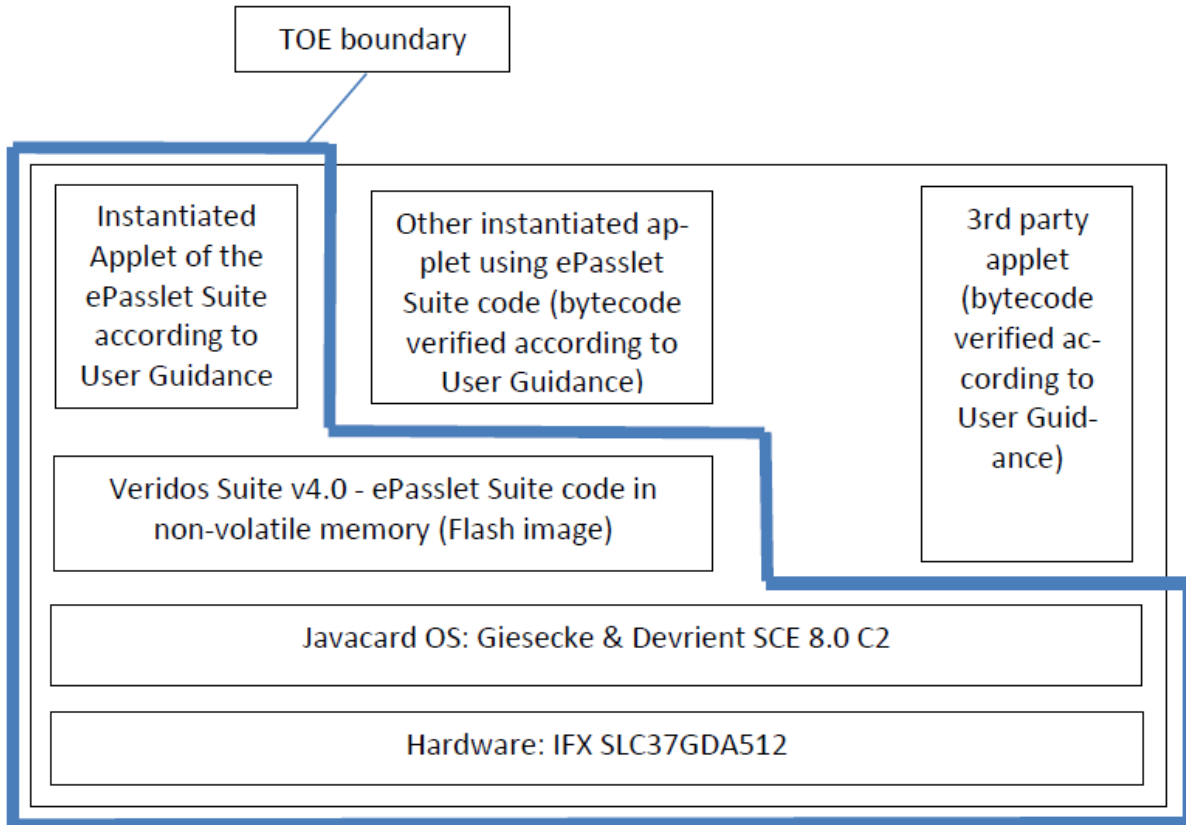 TOE boundary
Instantiated
Applet of the
ePasslet Suite
according to
User Guidance
Other instantiated ap-
plet using ePasslet
Suite code (bytecode
verified according to
User Guidance)
3rd party
applet
(bytecode
verified ac-
cording to
User Guid-
ance)
Veridos Suite v4.0 - ePasslet Suite code in
non-volatile memory (Flash image)
Javacard OS: Giesecke & Devrient SCE 8.0 C2
Hardware: IFX SLC37GDA512